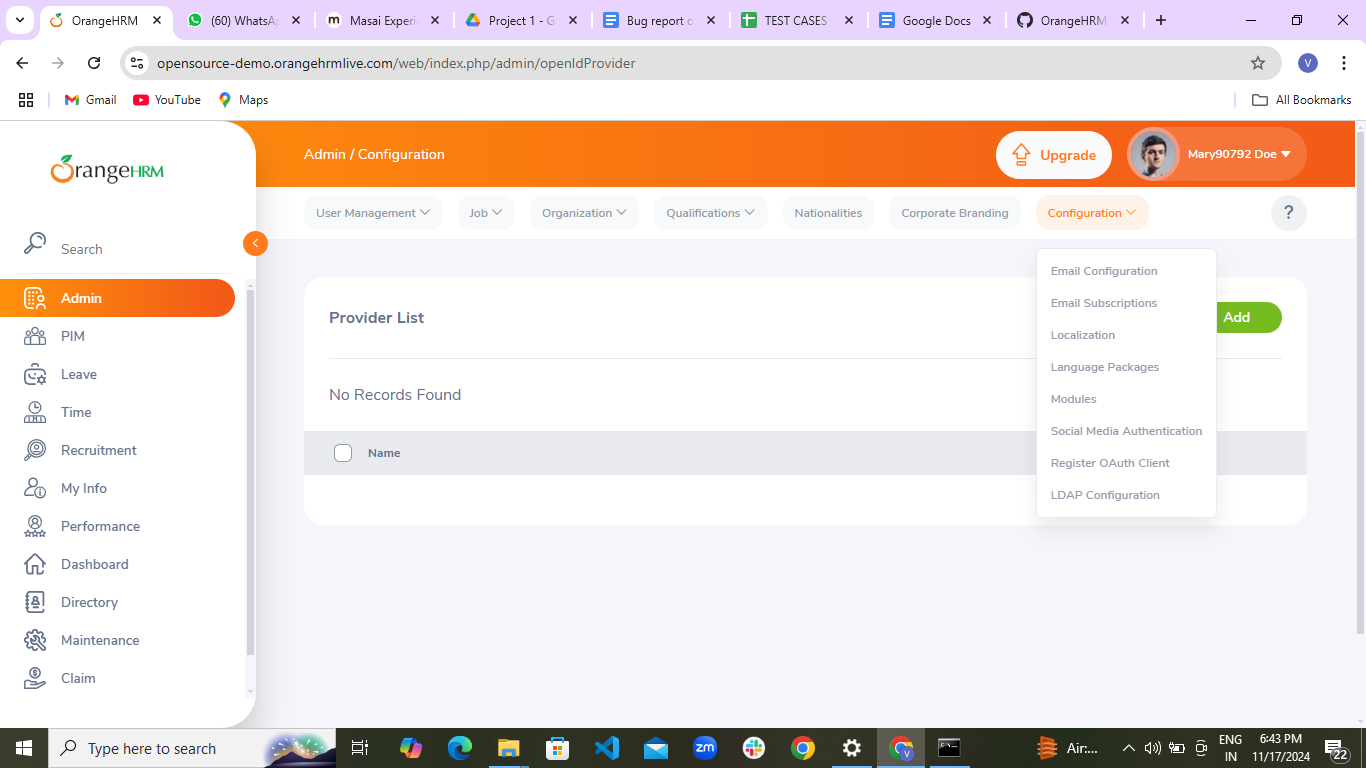 OrangeHRM
(60) WhatsA
Masai Experi
Project 1 - G
Bug report o
TEST CASES
Google Docs
OrangeHRM
opensource-demo.orangehrmlive.com/web/index.php/admin/openIdProvider
V
Gmail
YouTube
Maps
All Bookmarks
OrangeHRM
Admin / Configuration
Upgrade
Mary90792 Doe
User Management
Job
Organization
Qualifications
Nationalities
Corporate Branding
Configuration
?
Search
Admin
PIM
Leave
Time
Recruitment
My Info
Performance
Dashboard
Directory
Maintenance
Claim
Provider List
Add
No Records Found
Name
Email Configuration
Email Subscriptions
Localization
Language Packages
Modules
Social Media Authentication
Register OAuth Client
LDAP Configuration
Type here to search
zm
V
Air:...
ENG
IN
6:43 PM
11/17/2024
22